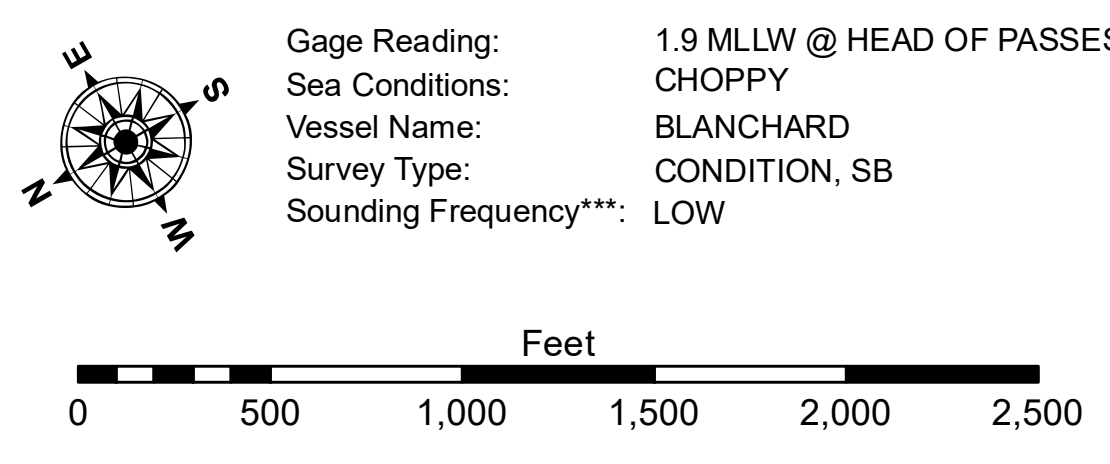 E
S
N
W
Gage Reading: 1.9 MLLW @ HEAD OF PASSES
Sea Conditions: CHOPPY
Vessel Name: BLANCHARD
Survey Type: CONDITION, SB
Sounding Frequency***: LOW
Feet
0 500 1,000 1,500 2,000 2,500